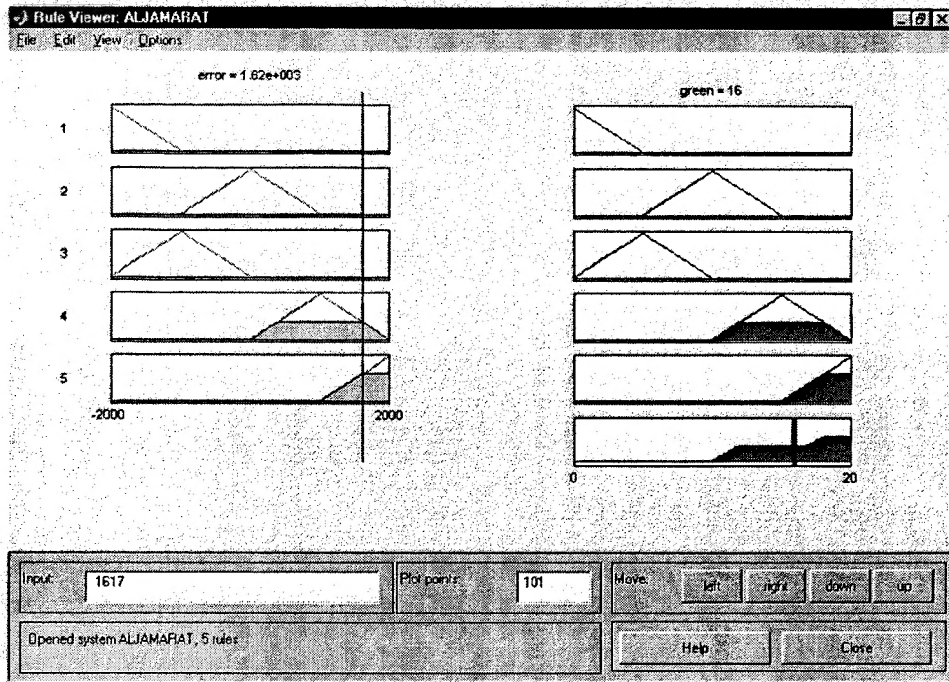 Rule Viewer: ALJAMARAT
File Edit View Options
error = 1.62e+003
green = 16
1
2
3
4
5
-2000 2000
0 20
Input: 1617 Plot points: 101 Move: left right down up
Opened system ALJAMARAT, 5 rules
Help Close